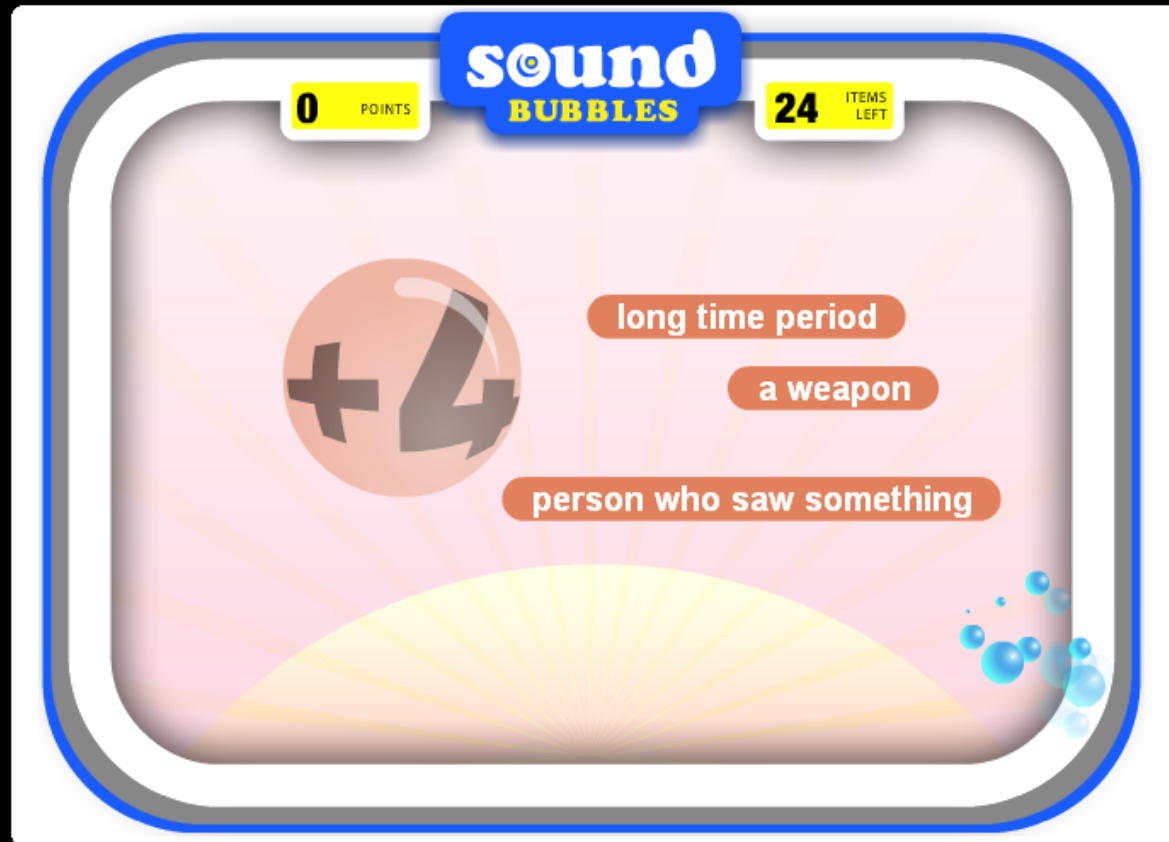 sound
BUBBLES
0 POINTS
24 ITEMS
LEFT
+4
long time period
a weapon
person who saw something